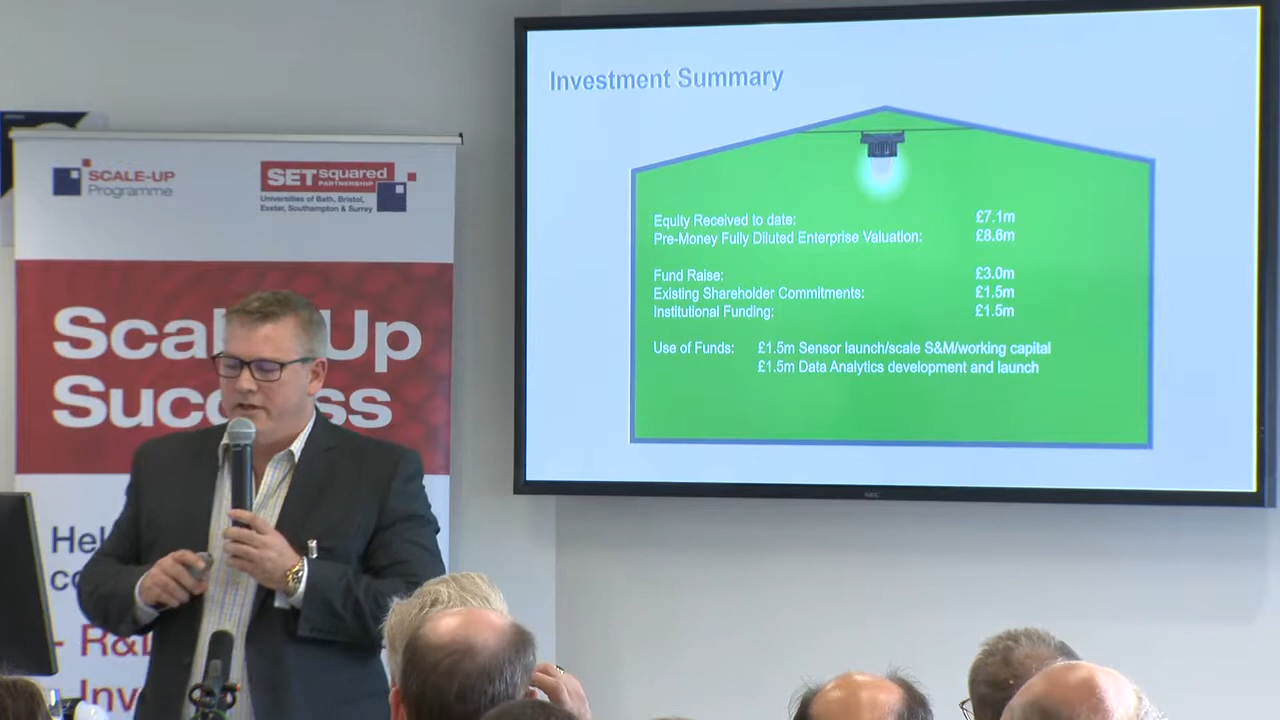 SCALE-UP
Programme
SETsquared
PARTNERSHIP
Universities of Bath, Bristol,
Exeter, Southampton & Surrey
Scal Up
Suc ss
Hel
co
- R&D
Inv
Investment Summary
Equity Received to date: £7.1m
Pre-Money Fully Diluted Enterprise Valuation: £8.6m
Fund Raise: £3.0m
Existing Shareholder Commitments: £1.5m
Institutional Funding: £1.5m
Use of Funds: £1.5m Sensor launch/scale S&M/working capital
£1.5m Data Analytics development and launch
NEC